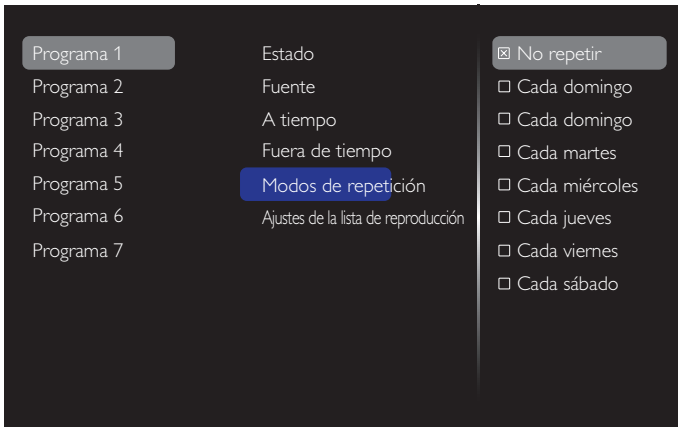 Programa 1
Programa 2
Programa 3
Programa 4
Programa 5
Programa 6
Programa 7
Estado
Fuente
A tiempo
Fuera de tiempo
Modos de repetición
Ajustes de la lista de reproducción
No repetir
Cada domingo
Cada domingo
Cada martes
Cada miércoles
Cada jueves
Cada viernes
Cada sábado